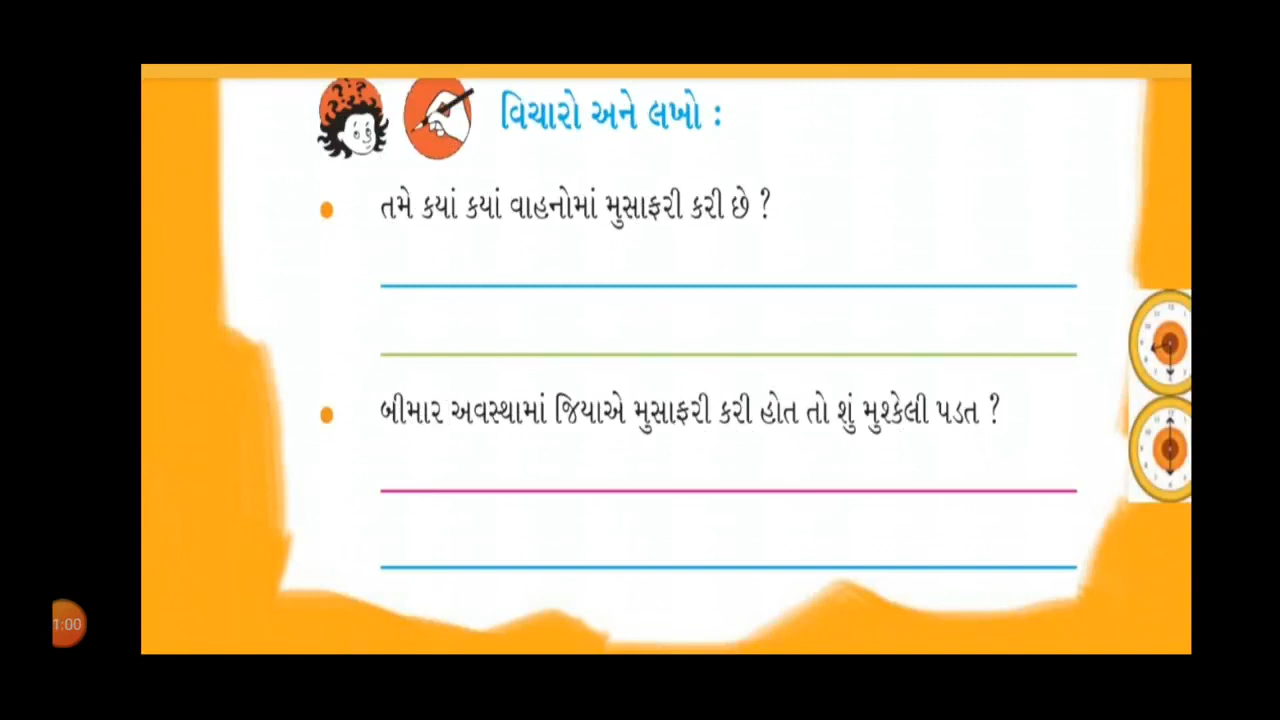 વિચારો અને લખો :
તમે કયાં કયાં વાહનોમાં મુસાફરી કરી છે ?
બીમાર અવસ્થામાં જિયાએ મુસાફરી કરી હોત તો શું મુશ્કેલી પડત ?
1:00